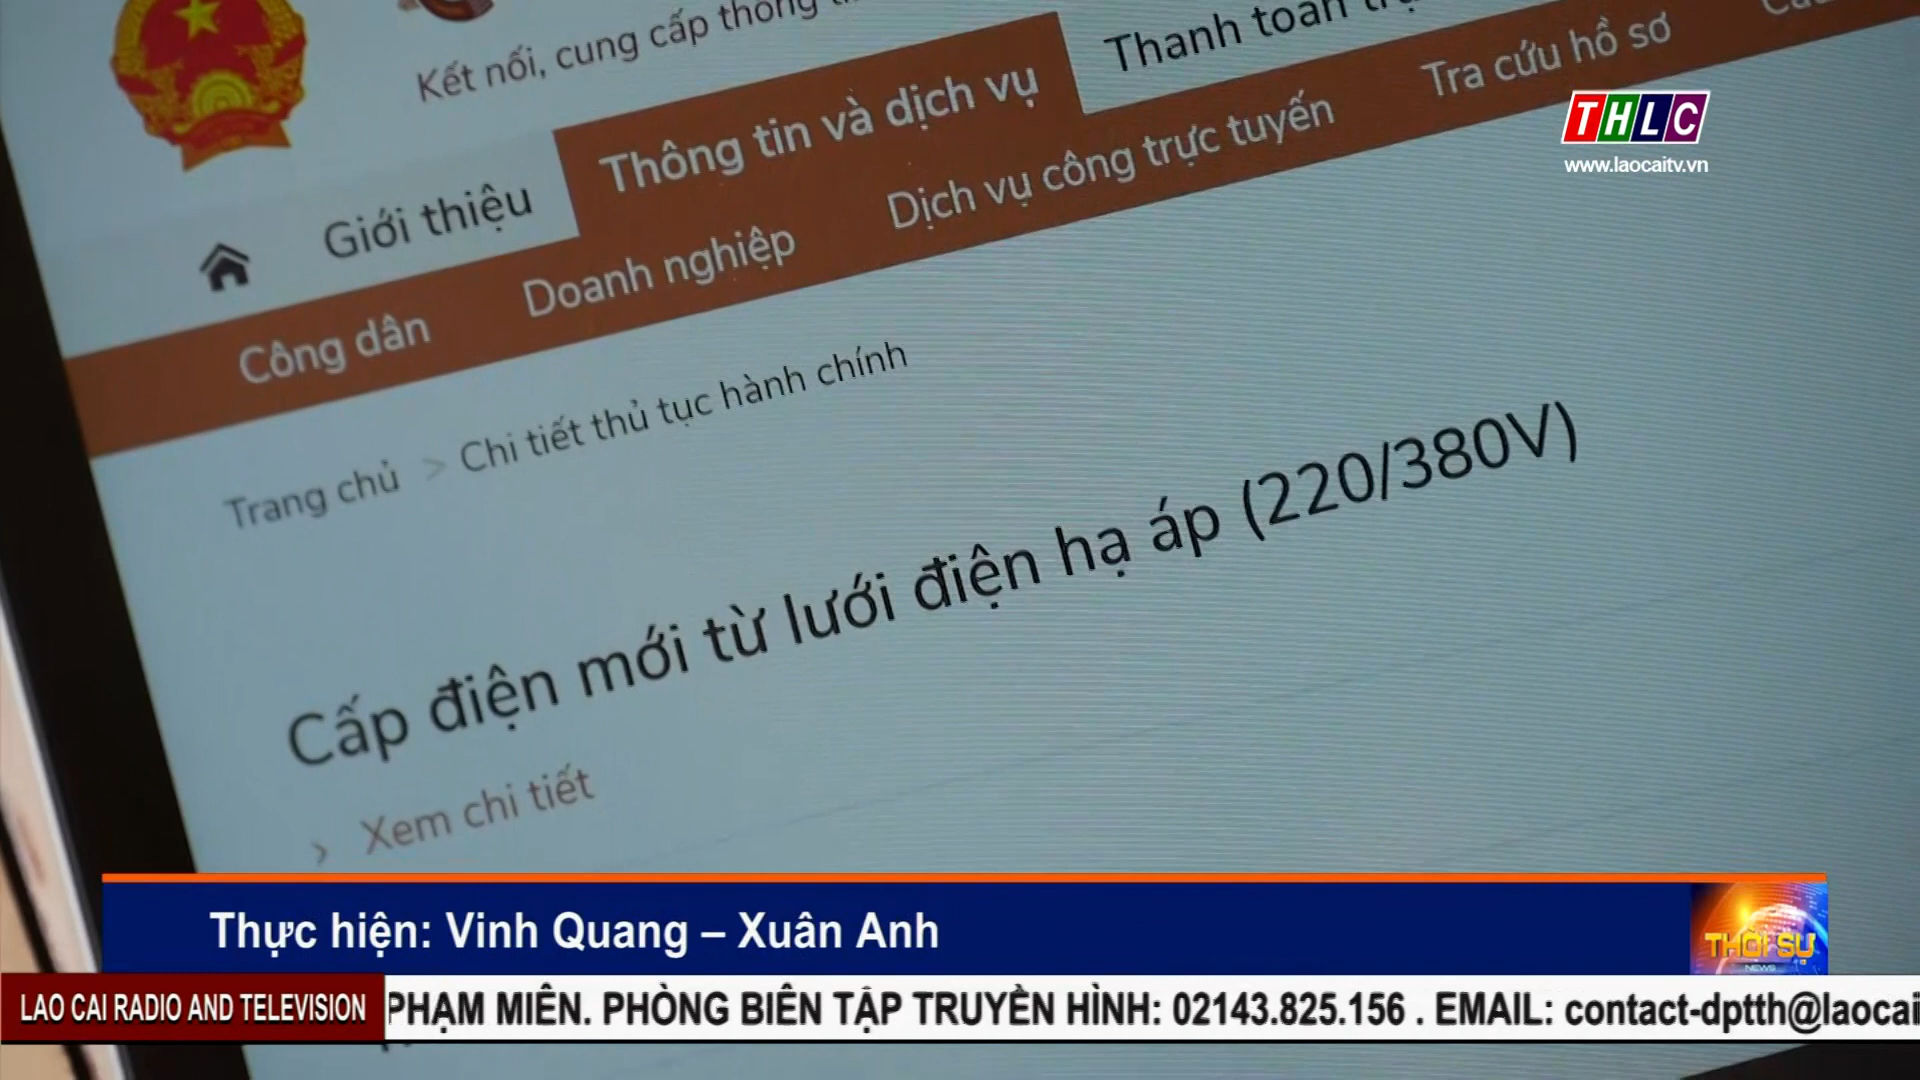 Kết nối, cung cấp thông
Giới thiệu
Thông tin và dịch vụ
Thanh toán
Công dân
Doanh nghiệp
Dịch vụ công trực tuyến
Tra cứu hồ sơ
Trang chủ > Chi tiết thủ tục hành chính
Cấp điện mới từ lưới điện hạ áp (220/380V)
› Xem chi tiết
THLC
www.laocaitv.vn
Thực hiện: Vinh Quang – Xuân Anh
THỜI SỰ
NEWS
LAO CAI RADIO AND TELEVISION
PHẠM MIÊN. PHÒNG BIÊN TẬP TRUYỀN HÌNH: 02143.825.156 . EMAIL: contact-dptth@laocai